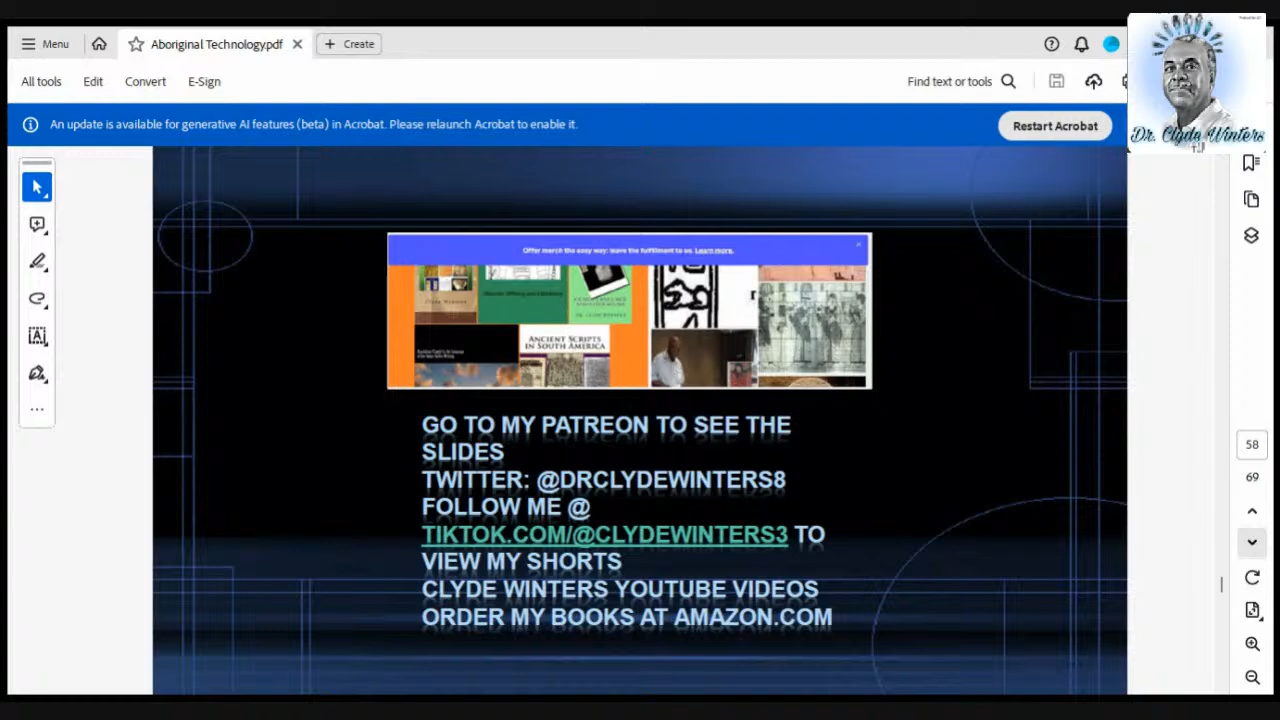 Menu
Aboriginal Technology.pdf
Create
All tools
Edit
Convert
E-Sign
Find text or tools
An update is available for generative AI features (beta) in Acrobat. Please relaunch Acrobat to enable it.
Restart Acrobat
Dr. Clyde Winters
Offer merch the easy way: leave the fulfillment to us. Learn more.
ANCIENT SCRIPTS
IN SOUTH AMERICA
GO TO MY PATREON TO SEE THE
SLIDES
TWITTER: @DRCLYDEWINTERS8
FOLLOW ME @
TIKTOK.COM/@CLYDEWINTERS3 TO
VIEW MY SHORTS
CLYDE WINTERS YOUTUBE VIDEOS
ORDER MY BOOKS AT AMAZON.COM
58
69